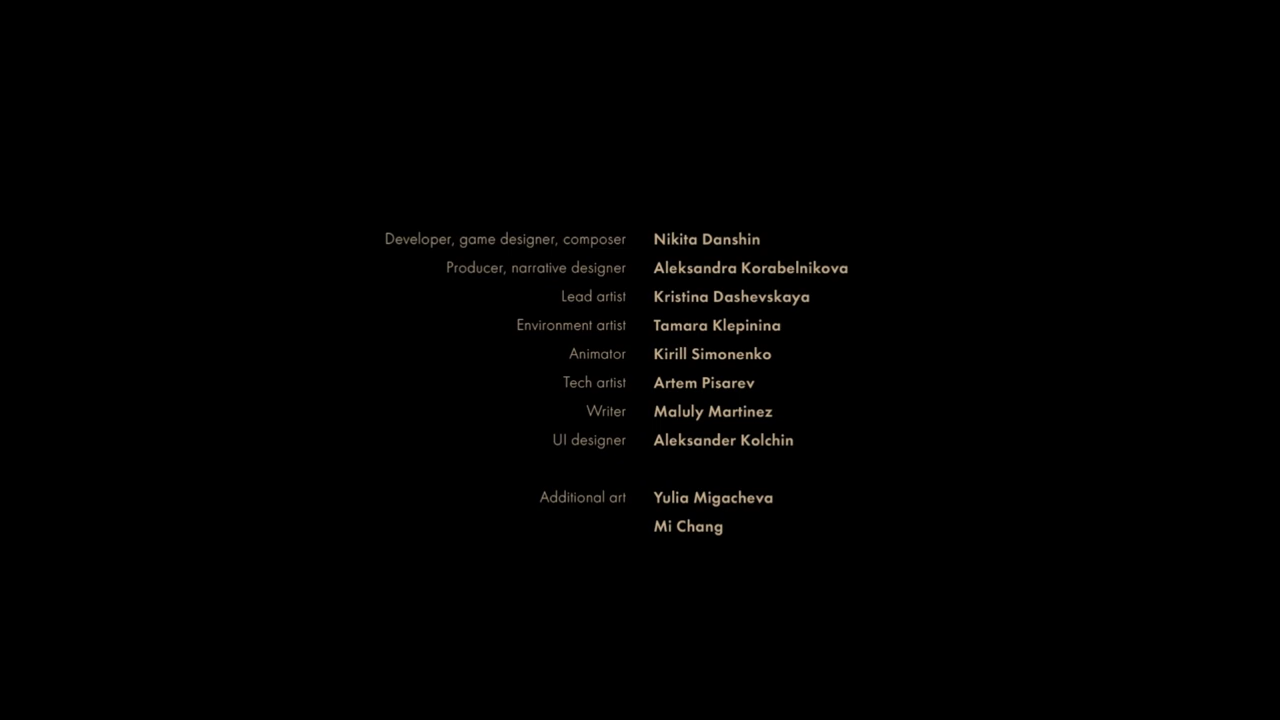 Developer, game designer, composer Nikita Danshin
Producer, narrative designer Aleksandra Korabelnikova
Lead artist Kristina Dashevskaya
Environment artist Tamara Klepinina
Animator Kirill Simonenko
Tech artist Artem Pisarev
Writer Maluly Martinez
UI designer Aleksander Kolchin
Additional art Yulia Migacheva
Mi Chang